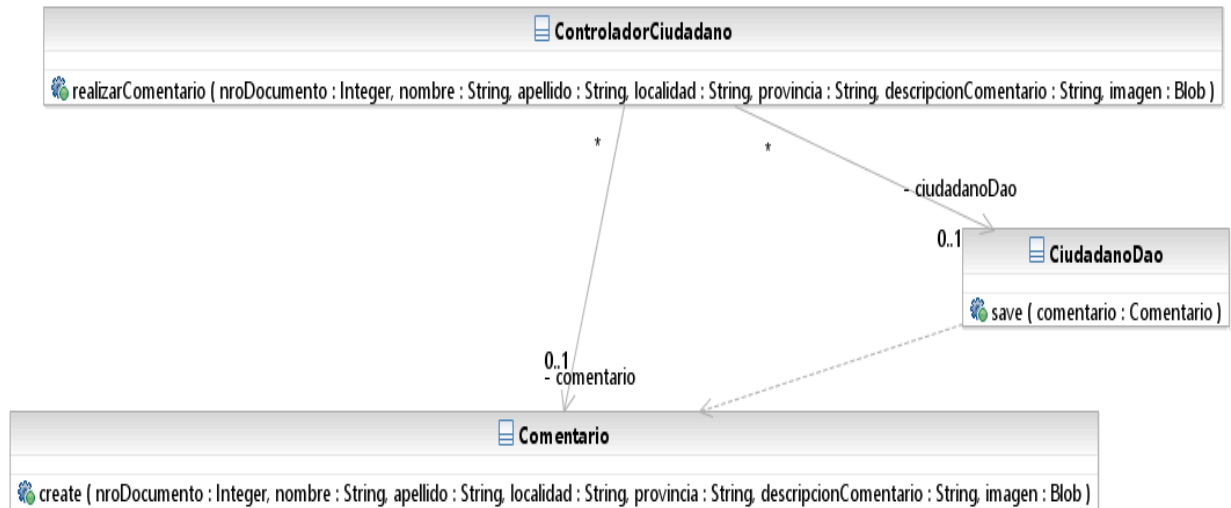 ControladorCiudadano
realizarComentario ( nroDocumento : Integer, nombre : String, apellido : String, localidad : String, provincia : String, descripcionComentario : String, imagen : Blob )
*
*
- ciudadanoDao
0..1
CiudadanoDao
save ( comentario : Comentario )
0..1
- comentario
Comentario
create ( nroDocumento : Integer, nombre : String, apellido : String, localidad : String, provincia : String, descripcionComentario : String, imagen : Blob )